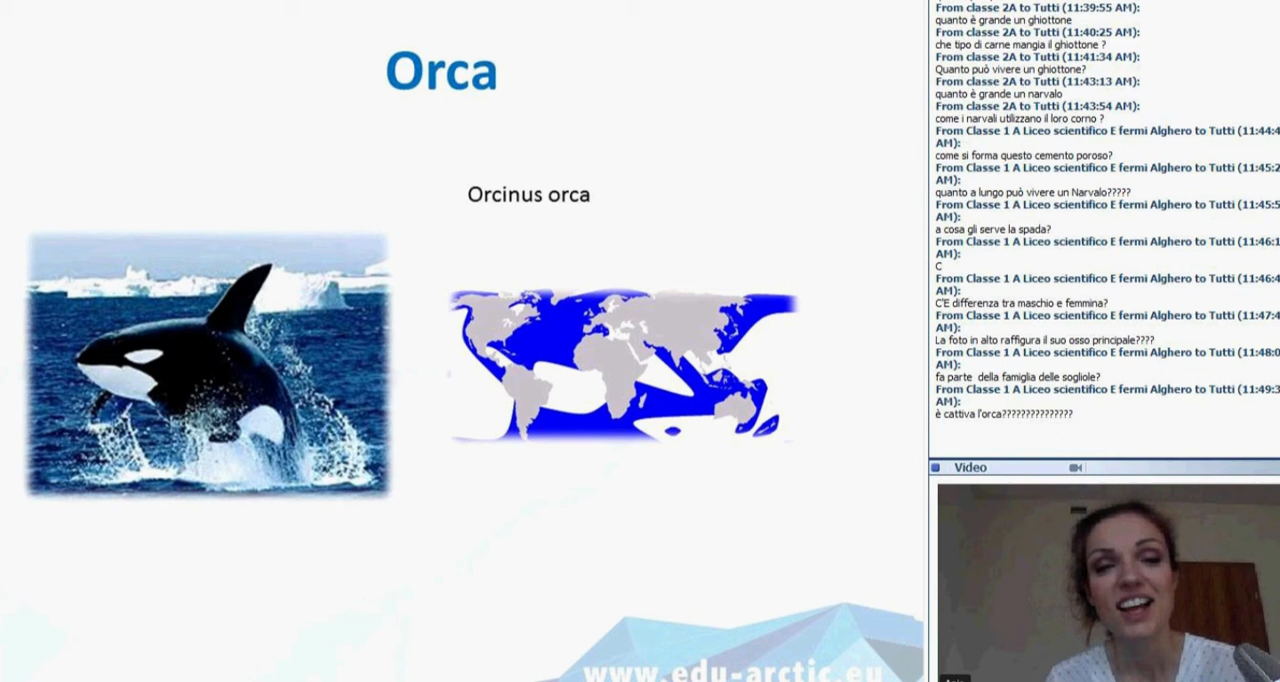 Orca
Orcinus orca
www.edu-arctic.eu
From classe 2A to Tutti (11:39:55 AM):
quanto è grande un ghiottone
From classe 2A to Tutti (11:40:25 AM):
che tipo di carne mangia il ghiottone ?
From classe 2A to Tutti (11:41:34 AM):
Quanto può vivere un ghiottone?
From classe 2A to Tutti (11:43:13 AM):
quanto è grande un narvalo
From classe 2A to Tutti (11:43:54 AM):
come i narvali utilizzano il loro corno ?
From Classe 1 A Liceo scientifico E fermi Alghero to Tutti (11:44:4
AM):
come si forma questo cemento poroso?
From Classe 1 A Liceo scientifico E fermi Alghero to Tutti (11:45:2
AM):
quanto a lungo può vivere un Narvalo?????
From Classe 1 A Liceo scientifico E fermi Alghero to Tutti (11:45:5
AM):
a cosa gli serve la spada?
From Classe 1 A Liceo scientifico E fermi Alghero to Tutti (11:46:1
AM):
C
From Classe 1 A Liceo scientifico E fermi Alghero to Tutti (11:46:4
AM):
C'E differenza tra maschio e femmina?
From Classe 1 A Liceo scientifico E fermi Alghero to Tutti (11:47:4
AM):
La foto in alto raffigura il suo osso principale????
From Classe 1 A Liceo scientifico E fermi Alghero to Tutti (11:48:0
AM):
fa parte della famiglia delle sogliole?
From Classe 1 A Liceo scientifico E fermi Alghero to Tutti (11:49:3
AM):
è cattiva l'orca???????????????
Video